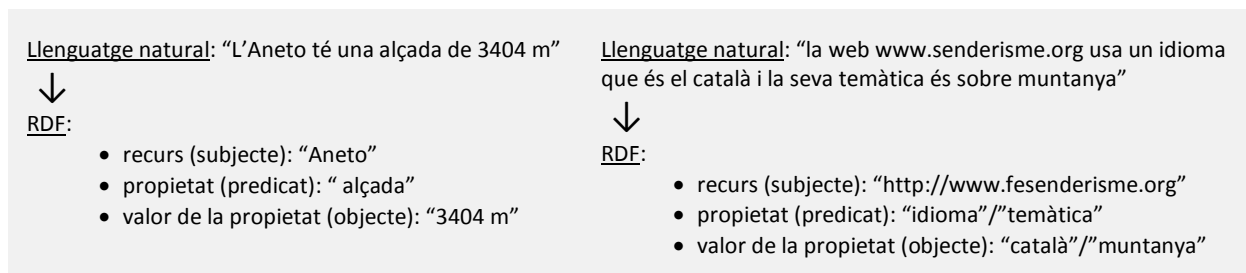 Llenguatge natural: “L’Aneto té una alçada de 3404 m”
RDF:
• recurs (subjecte): “Aneto”
• propietat (predicat): “ alçada”
• valor de la propietat (objecte): “3404 m”
Llenguatge natural: “la web www.senderisme.org usa un idioma
que és el català i la seva temàtica és sobre muntanya”
RDF:
• recurs (subjecte): “http://www.fesenderisme.org”
• propietat (predicat): “idioma”/”temàtica”
• valor de la propietat (objecte): “català”/”muntanya”